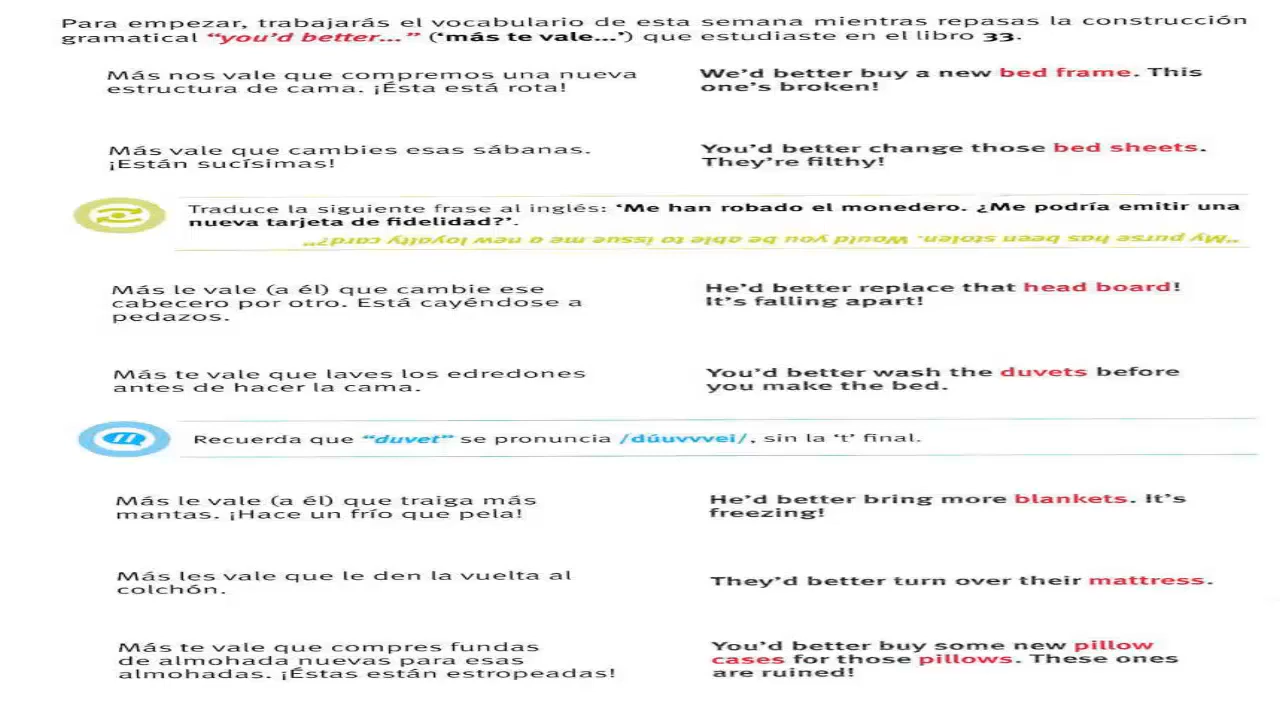 Para empezar, trabajarás el vocabulario de esta semana mientras repasas la construcción
gramatical “you’d better...” (‘más te vale...’) que estudiaste en el libro 33.
Más nos vale que compremos una nueva
estructura de cama. ¡Ésta está rota!
We’d better buy a new bed frame. This
one’s broken!
Más vale que cambies esas sábanas.
¡Están sucísimas!
You’d better change those bed sheets.
They’re filthy!
Traduce la siguiente frase al inglés: ‘Me han robado el monedero. ¿Me podría emitir una
nueva tarjeta de fidelidad?’.
“My purse has been stolen. Would you be able to issue me a new loyalty card?”
Más le vale (a él) que cambie ese
cabecero por otro. Está cayéndose a
pedazos.
He’d better replace that head board!
It’s falling apart!
Más te vale que laves los edredones
antes de hacer la cama.
You’d better wash the duvets before
you make the bed.
Recuerda que “duvet” se pronuncia /dúuvvvei/, sin la ‘t’ final.
Más le vale (a él) que traiga más
mantas. ¡Hace un frío que pela!
He’d better bring more blankets. It’s
freezing!
Más les vale que le den la vuelta al
colchón.
They’d better turn over their mattress.
Más te vale que compres fundas
de almohada nuevas para esas
almohadas. ¡Éstas están estropeadas!
You’d better buy some new pillow
cases for those pillows. These ones
are ruined!